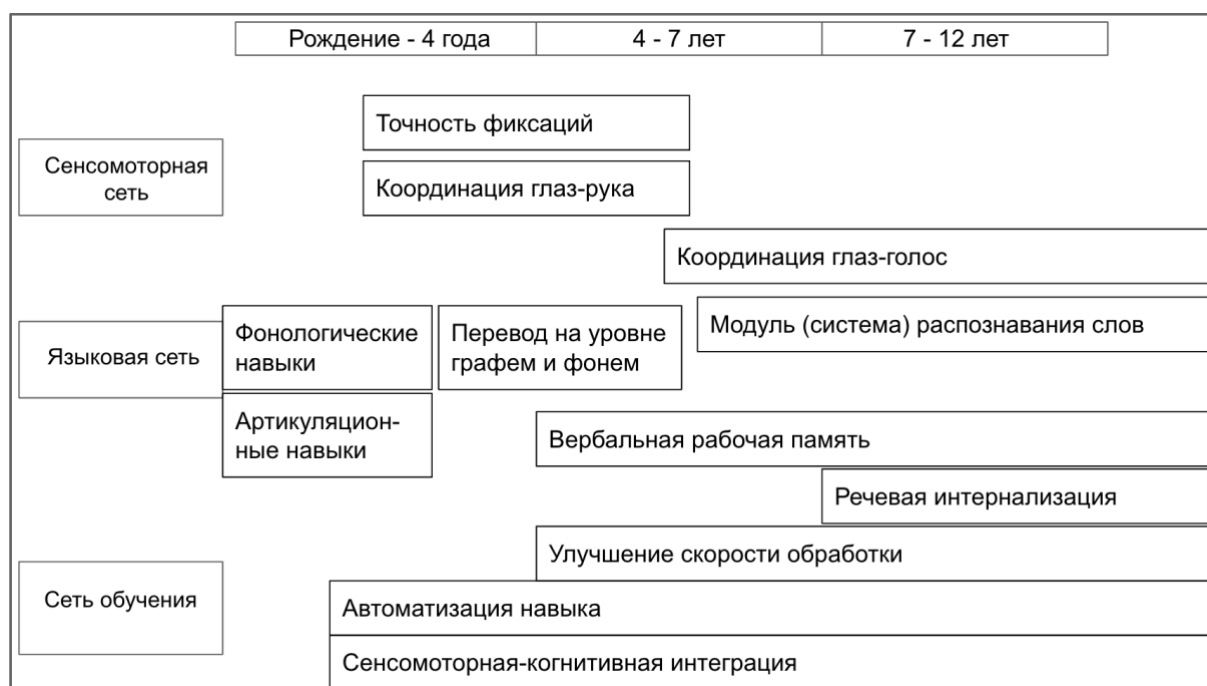 Рождение - 4 года 4 - 7 лет 7 - 12 лет
Точность фиксаций
Сенсомоторная
сеть
Координация глаз-рука
Координация глаз-голос
Языковая сеть
Фонологические
навыки
Перевод на уровне
графем и фонем
Модуль (система) распознавания слов
Артикуляцион-
ные навыки
Вербальная рабочая память
Речевая интернализация
Сеть обучения
Улучшение скорости обработки
Автоматизация навыка
Сенсомоторная-когнитивная интеграция